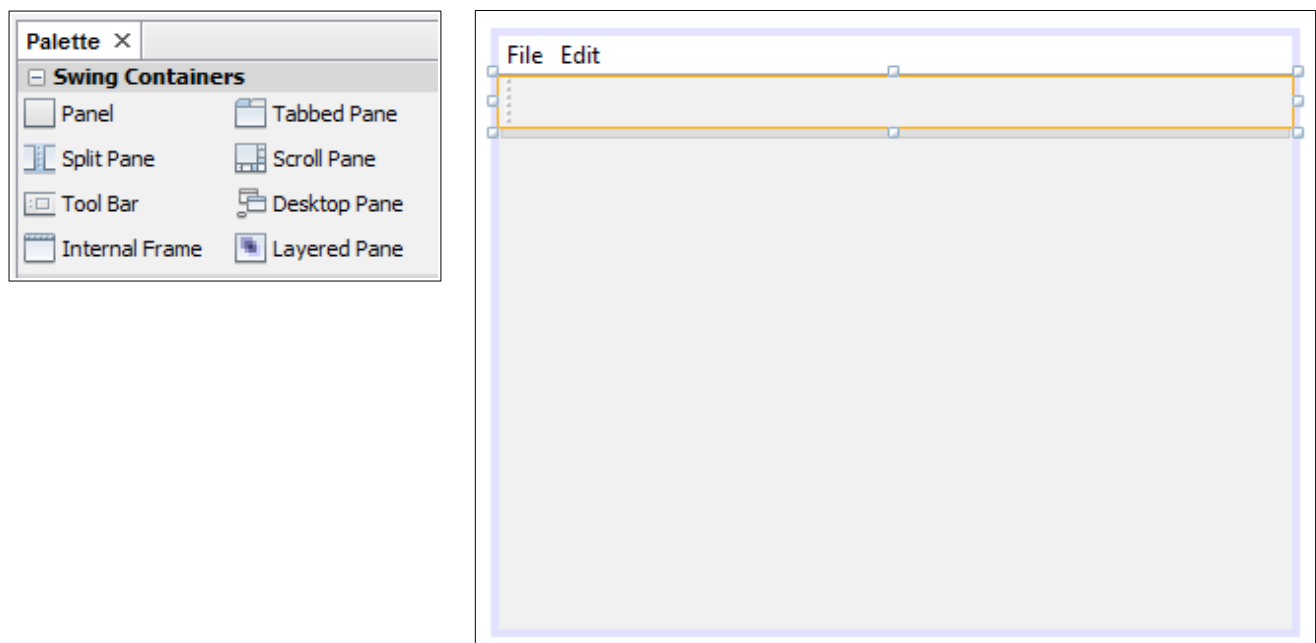 Palette
Swing Containers
Panel Tabbed Pane
Split Pane Scroll Pane
Tool Bar Desktop Pane
Internal Frame Layered Pane
File Edit